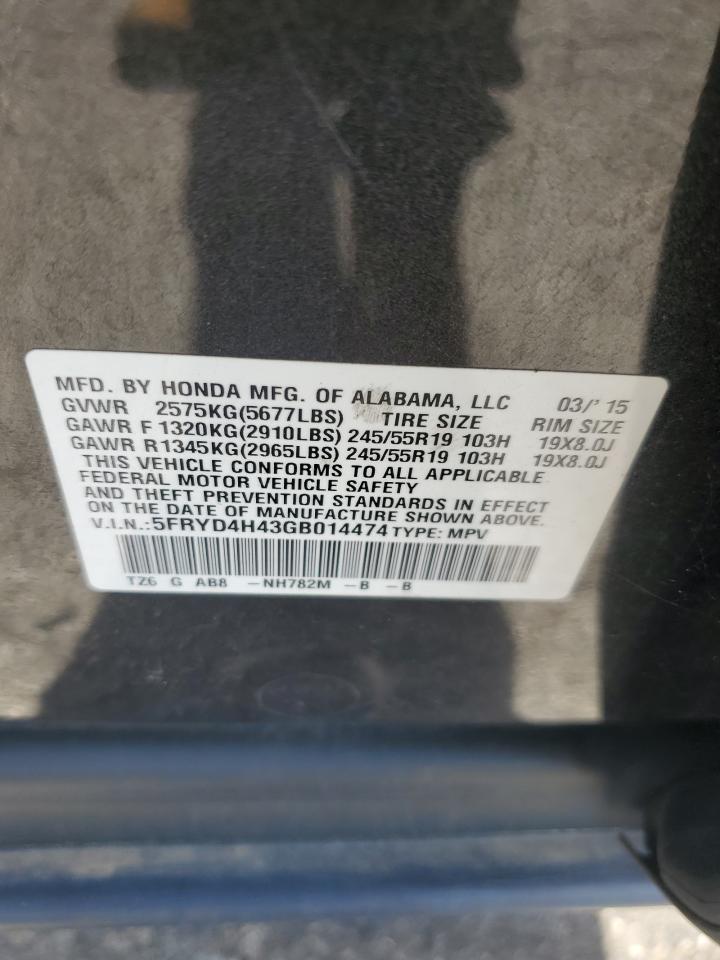 MFD. BY HONDA MFG. OF ALABAMA, LLC 03/' 15
GVWR 2575KG(5677LBS) TIRE SIZE RIM SIZE
GAWR F 1320KG(2910LBS) 245/55R19 103H 19X8.0J
GAWR R1345KG(2965LBS) 245/55R19 103H 19X8.0J
THIS VEHICLE CONFORMS TO ALL APPLICABLE
FEDERAL MOTOR VEHICLE SAFETY
AND THEFT PREVENTION STANDARDS IN EFFECT
ON THE DATE OF MANUFACTURE SHOWN ABOVE.
V.I.N.:5FRYD4H43GB014474 TYPE: MPV
TZ6 G AB8 -NH782M -B -B